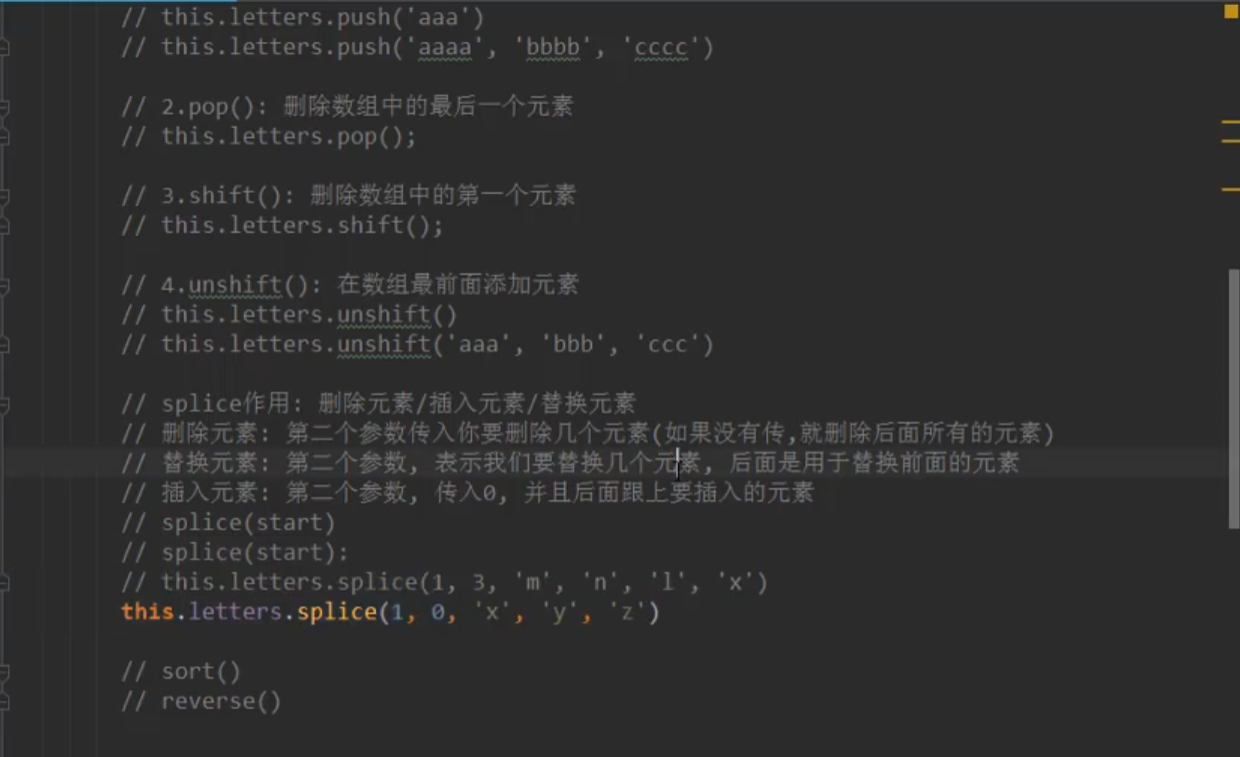 // this.letters.push('aaa')
// this.letters.push('aaaa', 'bbbb', 'cccc')
// 2.pop(): 删除数组中的最后一个元素
// this.letters.pop();
// 3.shift(): 删除数组中的第一个元素
// this.letters.shift();
// 4.unshift(): 在数组最前面添加元素
// this.letters.unshift()
// this.letters.unshift('aaa', 'bbb', 'ccc')
// splice作用: 删除元素/插入元素/替换元素
// 删除元素: 第二个参数传入你要删除几个元素(如果没有传,就删除后面所有的元素)
// 替换元素: 第二个参数, 表示我们要替换几个元素, 后面是用于替换前面的元素
// 插入元素: 第二个参数, 传入0, 并且后面跟上要插入的元素
// splice(start)
// splice(start):
// this.letters.splice(1, 3, 'm', 'n', 'l', 'x')
this.letters.splice(1, 0, 'x', 'y', 'z')
// sort()
// reverse()